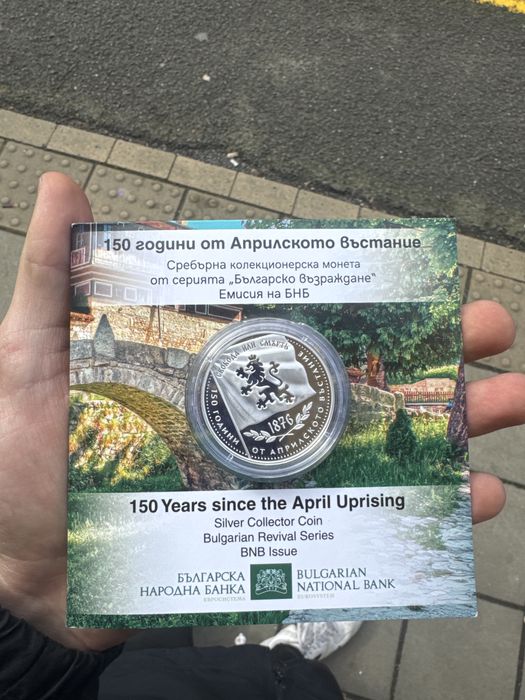 150 години от Априлското въстание
Сребърна колекционерска монета
от серията „Българско възраждане“
Емисия на БНБ
СВОБОДА ИЛИ СМЪРТЬ
1876
150 ГОДИНИ ОТ АПРИЛСКОТО ВЪСТАНИЕ
150 Years since the April Uprising
Silver Collector Coin
Bulgarian Revival Series
BNB Issue
БЪЛГАРСКА
НАРОДНА БАНКА
ЕВРОСИСТЕМА
BULGARIAN
NATIONAL BANK
EUROSYSTEM